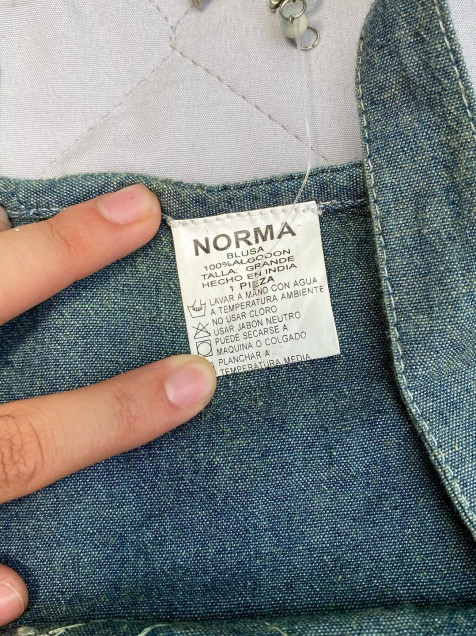 NORMA
BLUSA
100%ALGODON
TALLA: GRANDE
HECHO EN INDIA
1 PIEZA
LAVAR A MANO CON AGUA
A TEMPERATURA AMBIENTE
NO USAR CLORO
USAR JABON NEUTRO
PUEDE SECARSE A
MAQUINA O COLGADO
PLANCHAR A
TEMPERATURA MEDIA